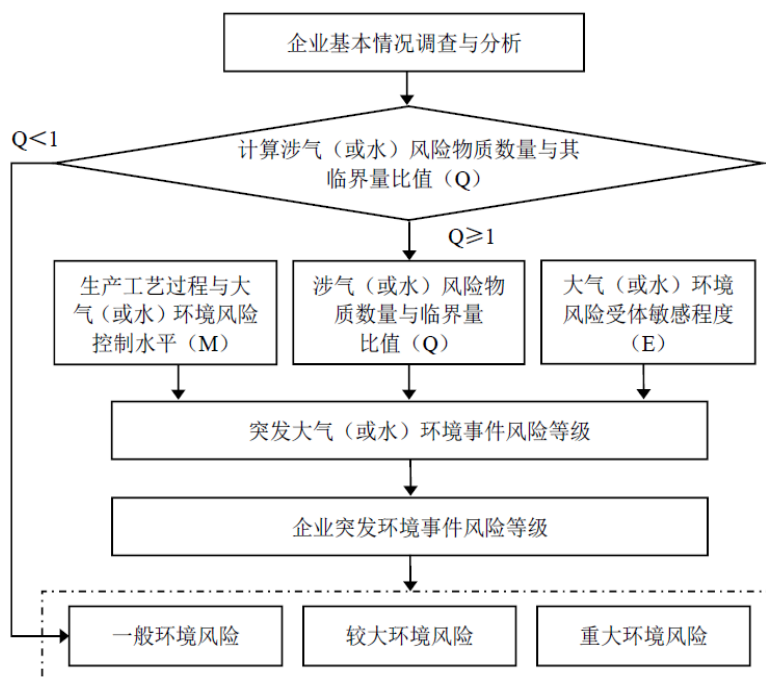 企业基本情况调查与分析
Q＜1
计算涉气（或水）风险物质数量与其
临界量比值（Q）
Q≥1
生产工艺过程与大
气（或水）环境风险
控制水平（M）
涉气（或水）风险物
质数量与临界量
比值（Q）
大气（或水）环境
风险受体敏感程度
（E）
突发大气（或水）环境事件风险等级
企业突发环境事件风险等级
一般环境风险
较大环境风险
重大环境风险